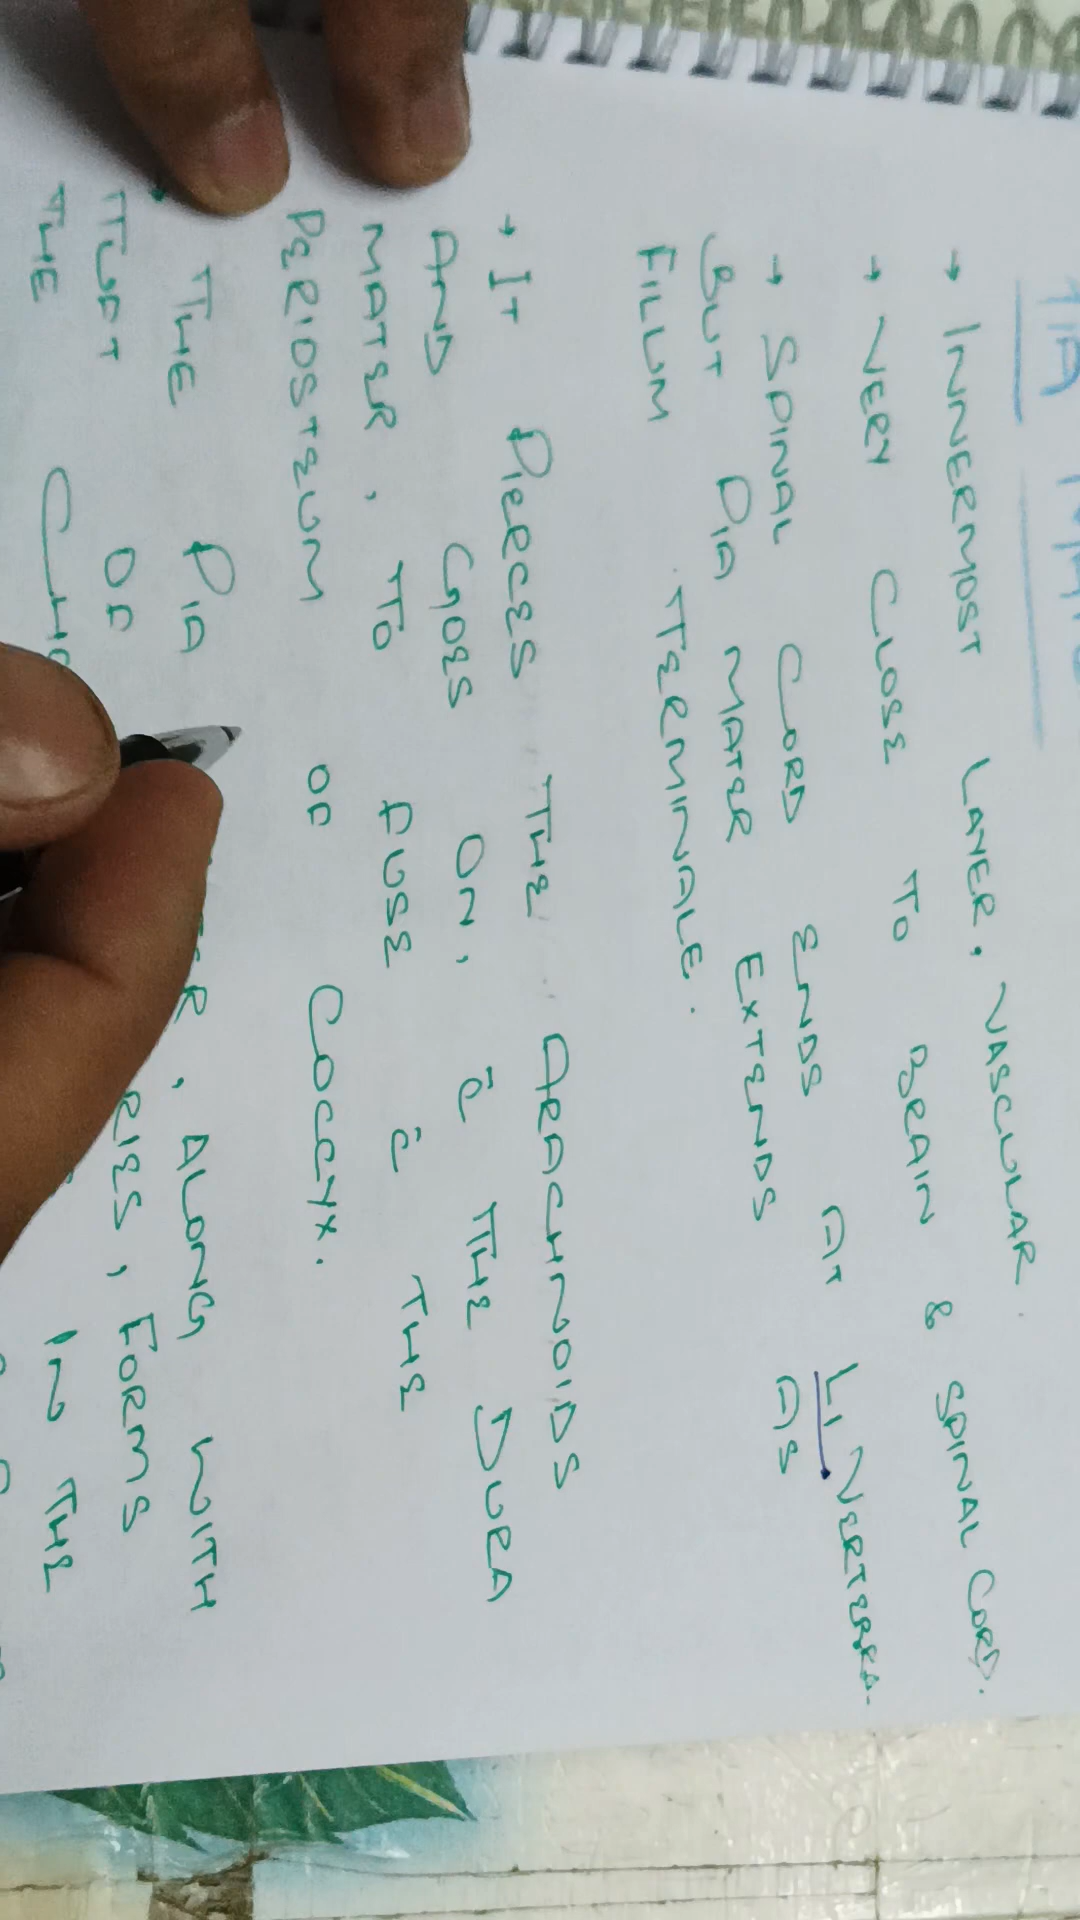 PIA
→ INNERMOST LAYER. VASCULAR.
→ VERY CLOSE TO BRAIN & SPINAL CORD.
→ SPINAL CORD ENDS AT L1 VERTERRA.
BUT PIA MATER EXTENDS AS
FILUM TERMINALE.
→ IT PIERCES THE ARACHNOIDS
AND GOES ON, c̄ THE DURA
MATER, TO FUSE c̄ THE
PERIOSTEUM OF COCCYX.
THE PIA , ALONG WITH
TUFT OF , FORMS
THE IN THE